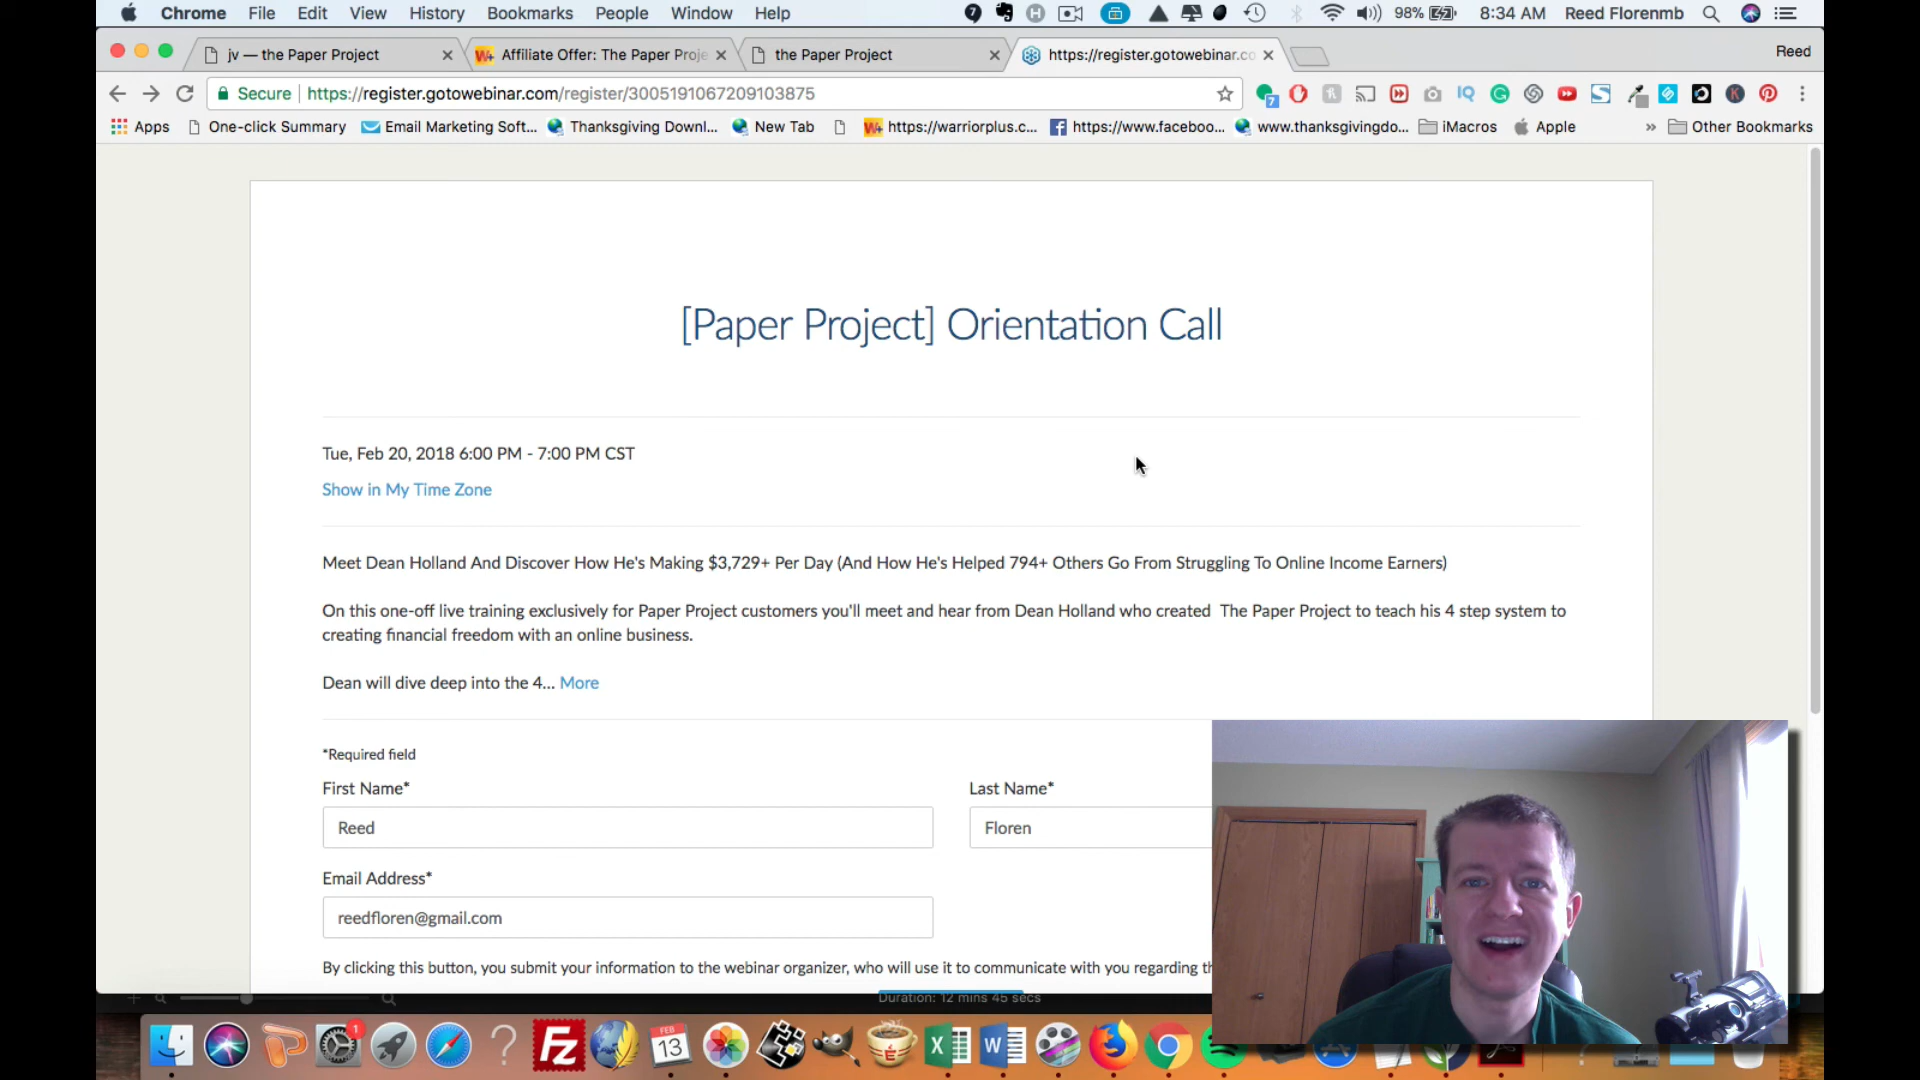 Chrome File Edit View History Bookmarks People Window Help 98% 8:34 AM Reed Florenmb
jv — the Paper Project
Affiliate Offer: The Paper Proje
the Paper Project
https://register.gotowebinar.co
Reed
Secure https://register.gotowebinar.com/register/3005191067209103875
Apps One-click Summary Email Marketing Soft... Thanksgiving Downl... New Tab https://warriorplus.c... https://www.faceboo... www.thanksgivingdo... iMacros Apple » Other Bookmarks
[Paper Project] Orientation Call
Tue, Feb 20, 2018 6:00 PM - 7:00 PM CST
Show in My Time Zone
Meet Dean Holland And Discover How He's Making $3,729+ Per Day (And How He's Helped 794+ Others Go From Struggling To Online Income Earners)
On this one-off live training exclusively for Paper Project customers you'll meet and hear from Dean Holland who created The Paper Project to teach his 4 step system to
creating financial freedom with an online business.
Dean will dive deep into the 4... More
*Required field
First Name*
Last Name*
Reed
Floren
Email Address*
reedfloren@gmail.com
By clicking this button, you submit your information to the webinar organizer, who will use it to communicate with you regarding th
Duration: 12 mins 45 secs
FEB
13